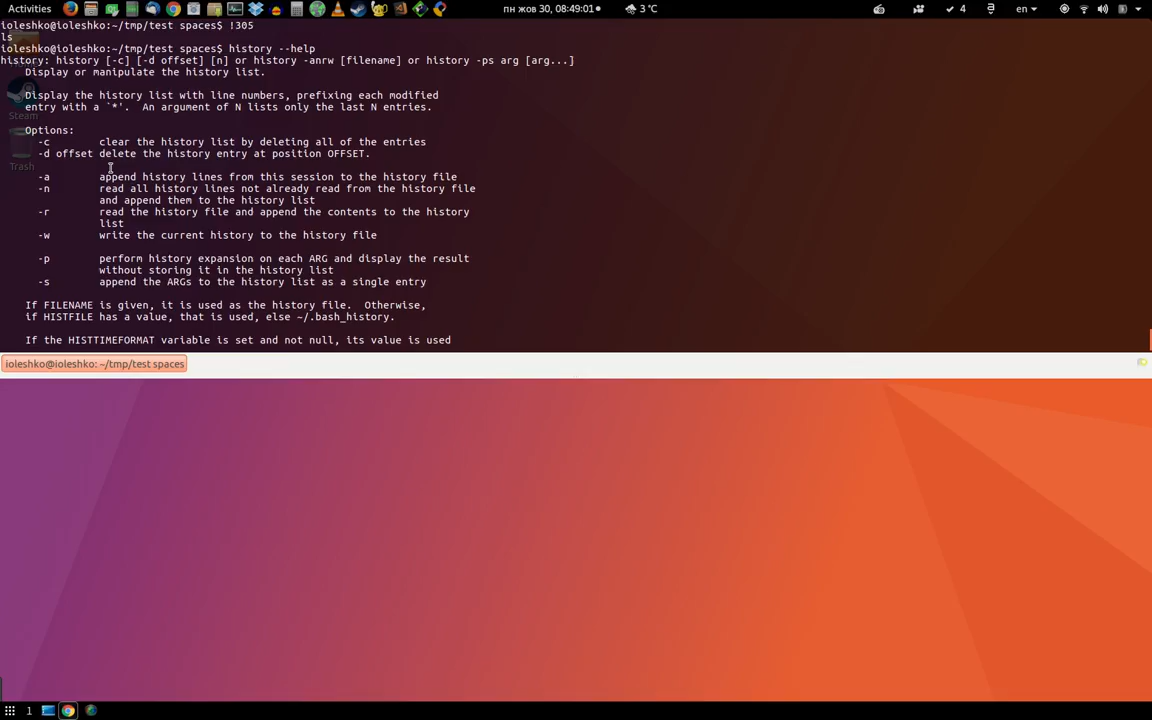 Activities
пн жов 30, 08:49:01
3 °C
4
en
ioleshko@ioleshko:~/tmp/test spaces$ !305
ls
ioleshko@ioleshko:~/tmp/test spaces$ history --help
history: history [-c] [-d offset] [n] or history -anrw [filename] or history -ps arg [arg...]
Display or manipulate the history list.
Display the history list with line numbers, prefixing each modified
entry with a `*'.  An argument of N lists only the last N entries.
Options:
-c        clear the history list by deleting all of the entries
-d offset delete the history entry at position OFFSET.
-a        append history lines from this session to the history file
-n        read all history lines not already read from the history file
and append them to the history list
-r        read the history file and append the contents to the history
list
-w        write the current history to the history file
-p        perform history expansion on each ARG and display the result
without storing it in the history list
-s        append the ARGs to the history list as a single entry
If FILENAME is given, it is used as the history file.  Otherwise,
if HISTFILE has a value, that is used, else ~/.bash_history.
If the HISTTIMEFORMAT variable is set and not null, its value is used
Steam
Trash
ioleshko@ioleshko: ~/tmp/test spaces
1